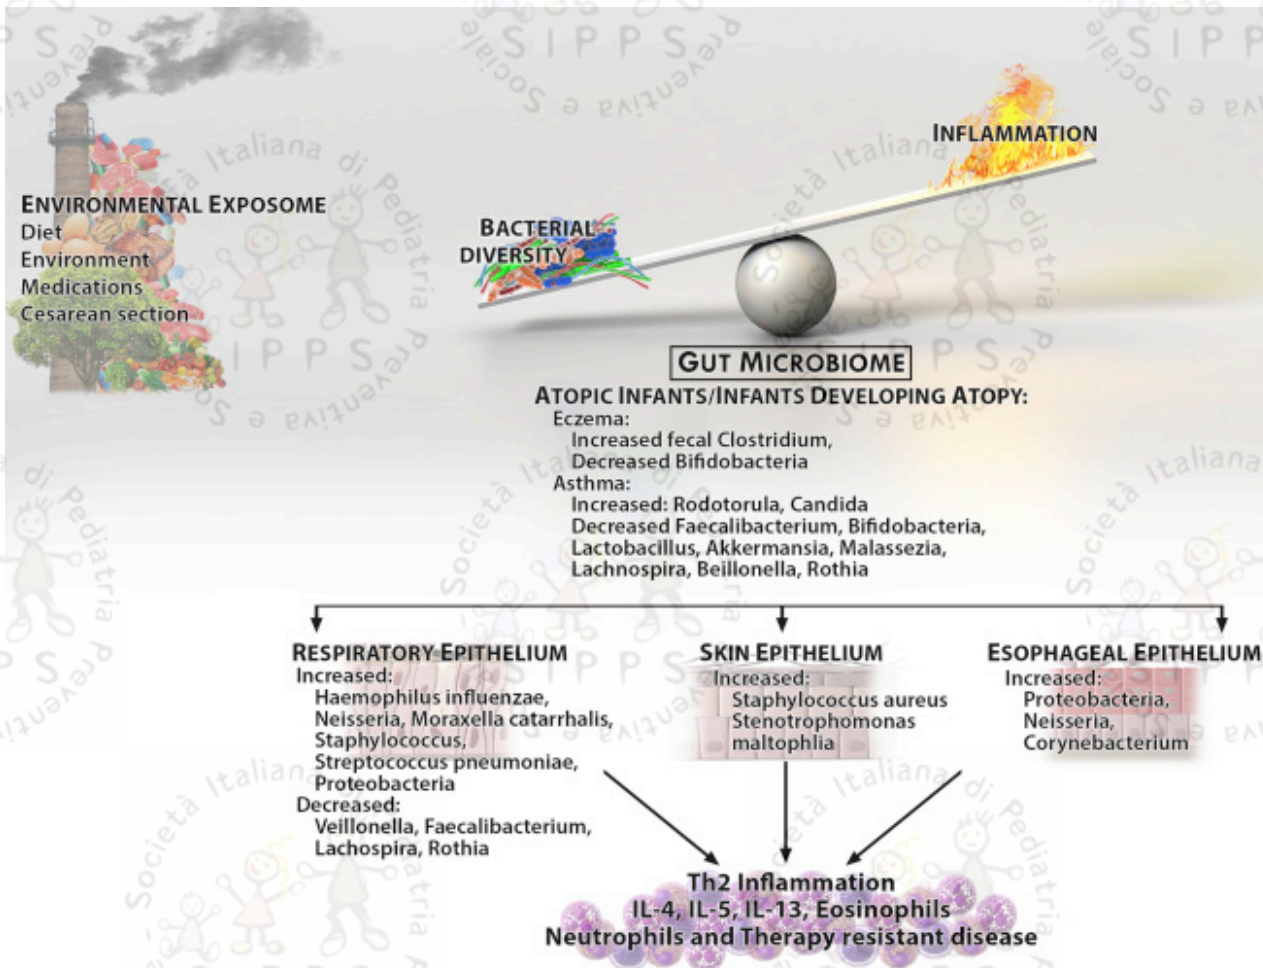 ENVIRONMENTAL EXPOSOME
Diet
Environment
Medications
Cesarean section
BACTERIAL
DIVERSITY
INFLAMMATION
GUT MICROBIOME
ATOPIC INFANTS/INFANTS DEVELOPING ATOPY:
Eczema:
Increased fecal Clostridium,
Decreased Bifidobacteria
Asthma:
Increased: Rodotorula, Candida
Decreased Faecalibacterium, Bifidobacteria,
Lactobacillus, Akkermansia, Malassezia,
Lachnospira, Beillonella, Rothia
RESPIRATORY EPITHELIUM
Increased:
Haemophilus influenzae,
Neisseria, Moraxella catarrhalis,
Staphylococcus,
Streptococcus pneumoniae,
Proteobacteria
Decreased:
Veillonella, Faecalibacterium,
Lachospira, Rothia
SKIN EPITHELIUM
Increased:
Staphylococcus aureus
Stenotrophomonas
maltophlia
ESOPHAGEAL EPITHELIUM
Increased:
Proteobacteria,
Neisseria,
Corynebacterium
Th2 Inflammation
IL-4, IL-5, IL-13, Eosinophils
Neutrophils and Therapy resistant disease
Società Italiana di Pediatria Preventiva e Sociale
SIPPS